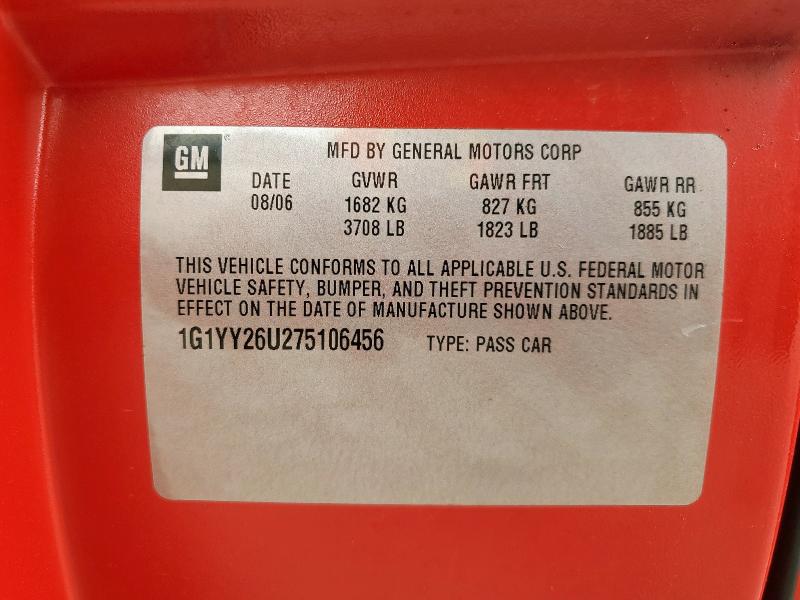 GM
MFD BY GENERAL MOTORS CORP
DATE GVWR GAWR FRT GAWR RR
08/06 1682 KG 827 KG 855 KG
3708 LB 1823 LB 1885 LB
THIS VEHICLE CONFORMS TO ALL APPLICABLE U.S. FEDERAL MOTOR
VEHICLE SAFETY, BUMPER, AND THEFT PREVENTION STANDARDS IN
EFFECT ON THE DATE OF MANUFACTURE SHOWN ABOVE.
1G1YY26U275106456 TYPE: PASS CAR